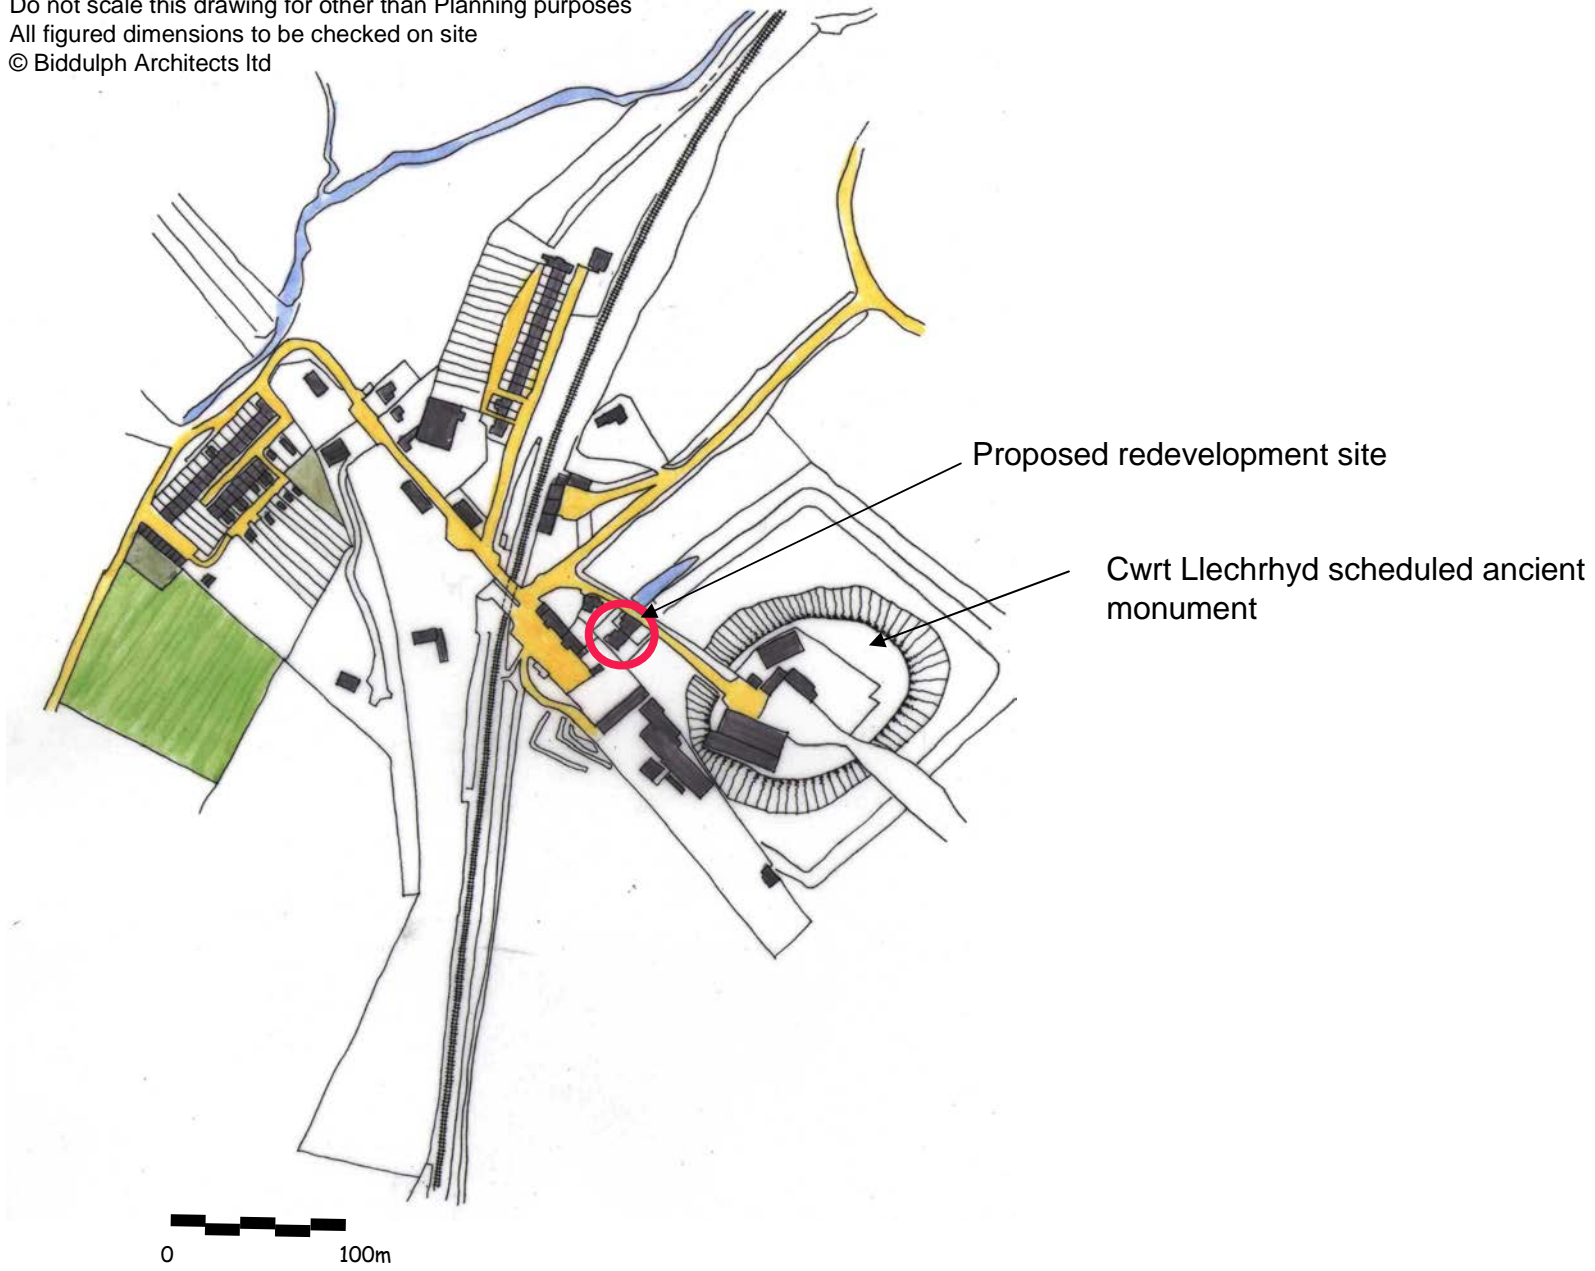 Do not scale this drawing for other than Planning purposes
All figured dimensions to be checked on site
© Biddulph Architects ltd
Proposed redevelopment site
Cwrt Llechrhyd scheduled ancient
monument
0 100m